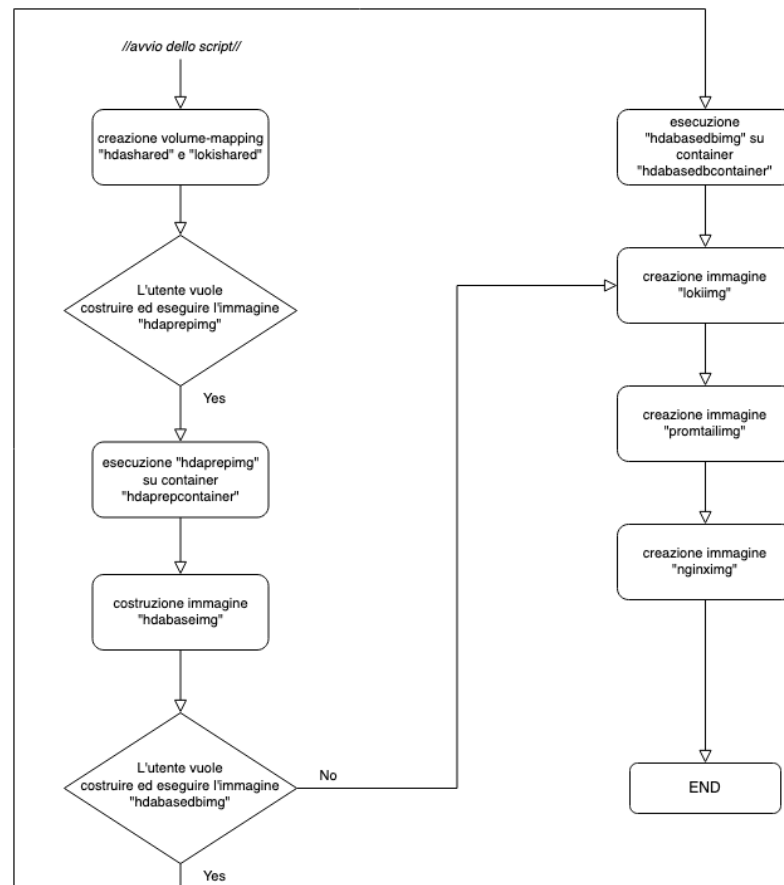 //avvio dello script//
creazione volume-mapping
"hdashared" e "lokishared"
L'utente vuole
costruire ed eseguire l'immagine
"hdaprepimg"
Yes
esecuzione "hdaprepimg"
su container
"hdaprepcontainer"
costruzione immagine
"hdabaseimg"
L'utente vuole
costruire ed eseguire l'immagine
"hdabasedbimg"
No
Yes
esecuzione
"hdabasedbimg" su
container
"hdabasedbcontainer"
creazione immagine
"lokiimg"
creazione immagine
"promtailimg"
creazione immagine
"nginximg"
END